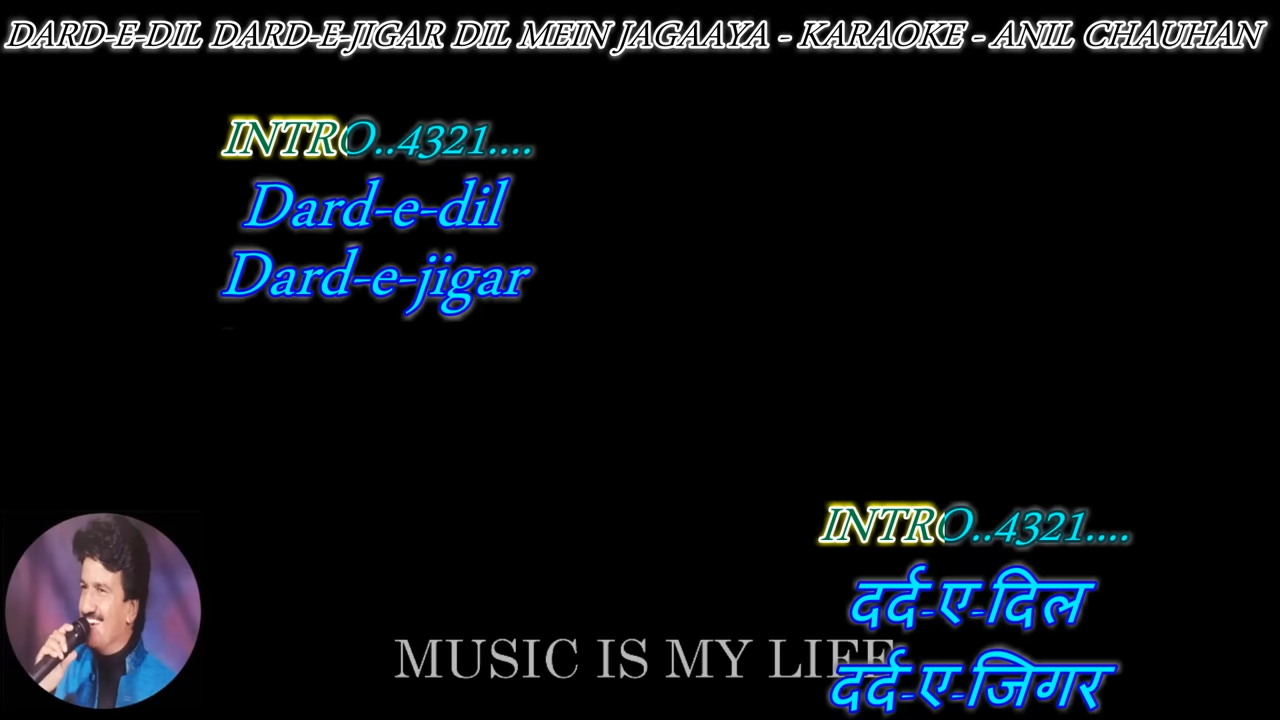 DARD-E-DIL DARD-E-JIGAR DIL MEIN JAGAAYA - KARAOKE - ANIL CHAUHAN
INTRO..4321....
Dard-e-dil
Dard-e-jigar
INTRO..4321....
दर्द-ए-दिल
MUSIC IS MY LIFE
दर्द-ए-जिगर